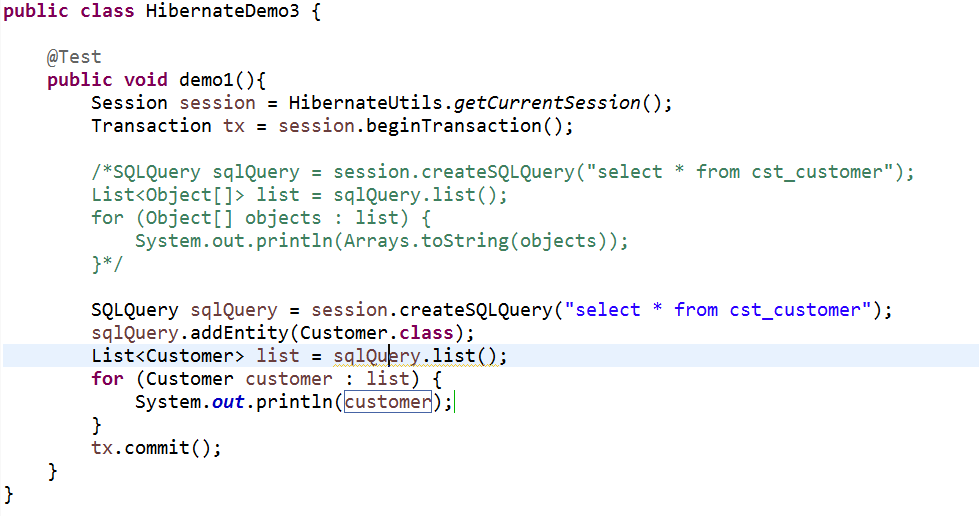 public class HibernateDemo3 {
@Test
public void demo1(){
Session session = HibernateUtils.getCurrentSession();
Transaction tx = session.beginTransaction();
/*SQLQuery sqlQuery = session.createSQLQuery("select * from cst_customer");
List<Object[]> list = sqlQuery.list();
for (Object[] objects : list) {
System.out.println(Arrays.toString(objects));
}*/
SQLQuery sqlQuery = session.createSQLQuery("select * from cst_customer");
sqlQuery.addEntity(Customer.class);
List<Customer> list = sqlQuery.list();
for (Customer customer : list) {
System.out.println(customer);
}
tx.commit();
}
}